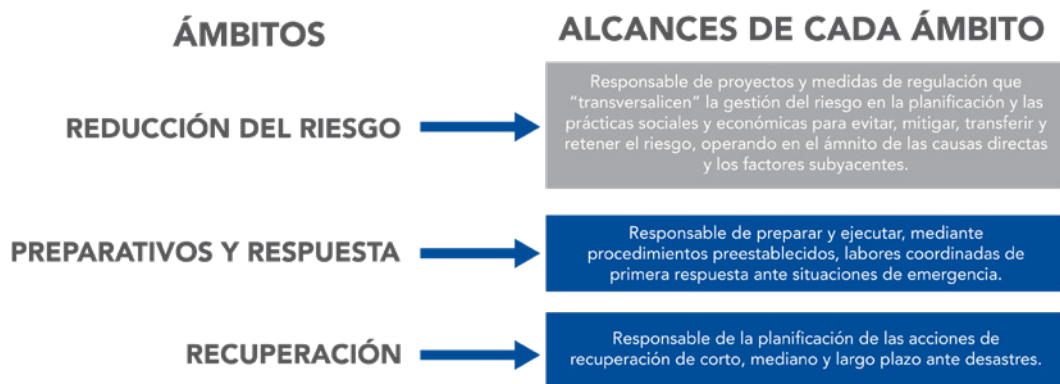 ÁMBITOS
ALCANCES DE CADA ÁMBITO
REDUCCIÓN DEL RIESGO
Responsable de proyectos y medidas de regulación que
“transversalicen” la gestión del riesgo en la planificación y las
prácticas sociales y económicas para evitar, mitigar, transferir y
retener el riesgo, operando en el ámnito de las causas directas
y los factores subyacentes.
PREPARATIVOS Y RESPUESTA
Responsable de preparar y ejecutar, mediante
procedimientos preestablecidos, labores coordinadas de
primera respuesta ante situaciones de emergencia.
RECUPERACIÓN
Responsable de la planificación de las acciones de
recuperación de corto, mediano y largo plazo ante desastres.